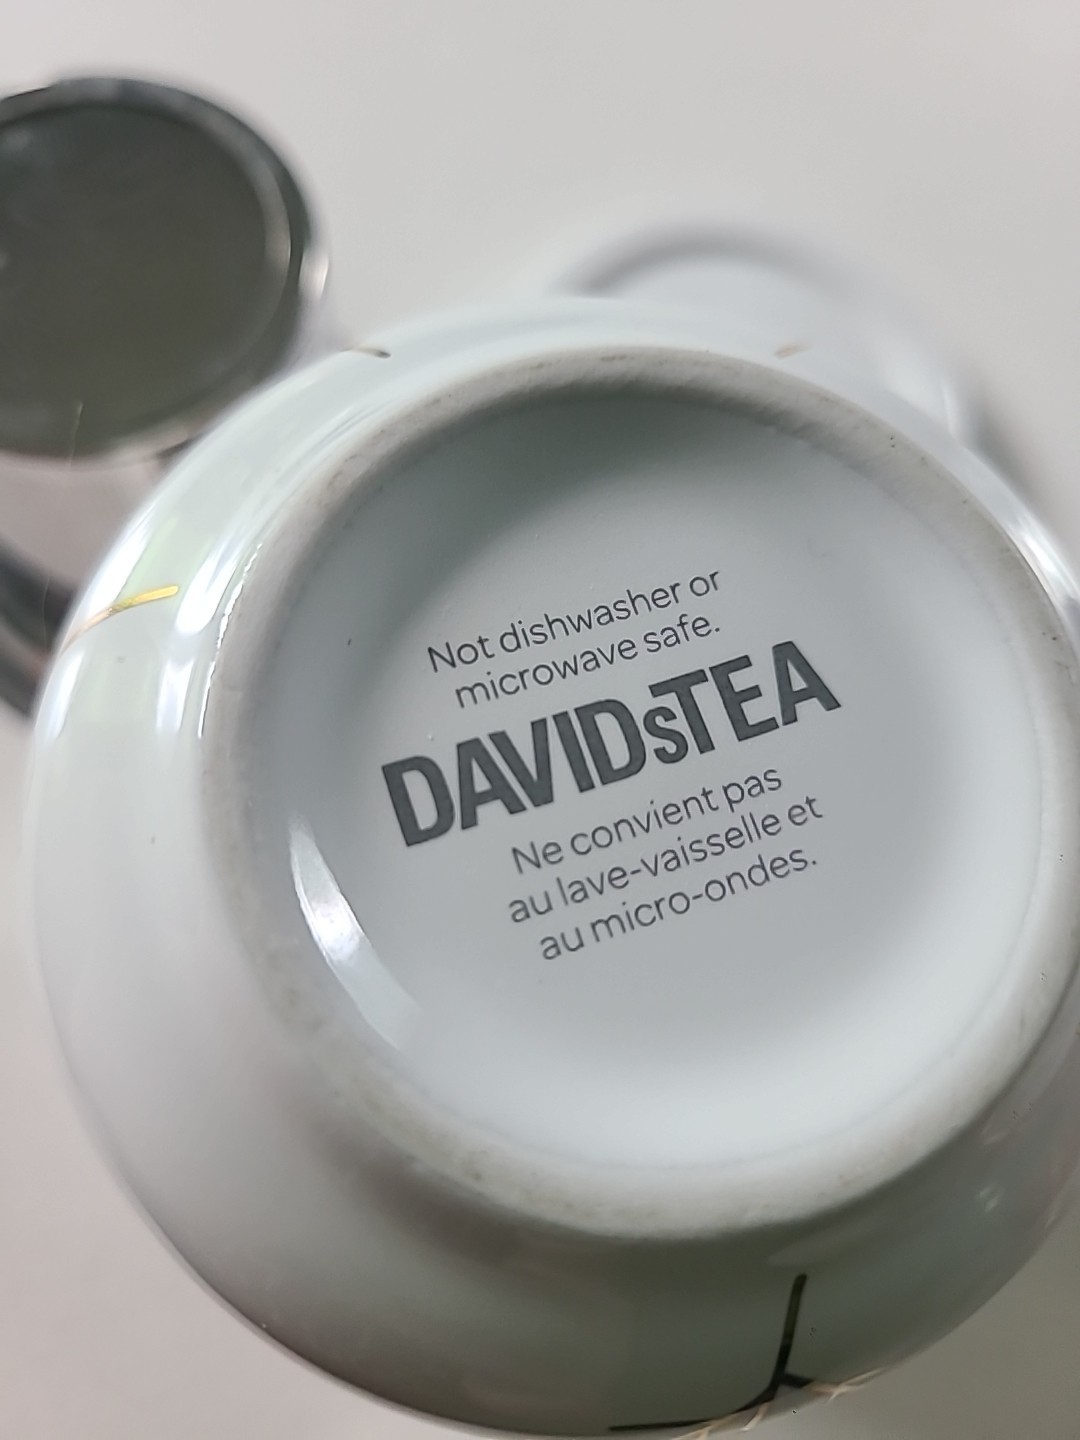 Not dishwasher or
microwave safe.
DAVIDsTEA
Ne convient pas
au lave-vaisselle et
au micro-ondes.